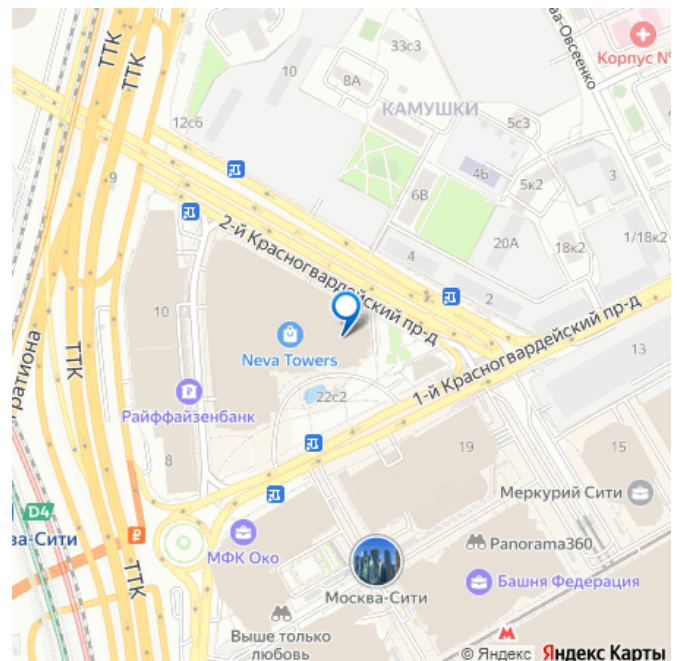 ТТК
ТТК
33с3
ва-Овсеенко
Корпус №
10
8А
КАМУШКИ
12с6
5с3
9
4Б
5к2
3
6В
2-й Красногвардейский пр-д
20А
18к2
1/18к2
4
2
10
1-й Красногвардейский пр-д
ТТК
гратиона
Neva Towers
13
Райффайзенбанк
22с2
8
19
15
D4
ва-Сити
Меркурий Сити
МФК Око
Panorama360
ТТК
Москва-Сити
Башня Федерация
Выше только
любовь
© Яндекс Яндекс Карты